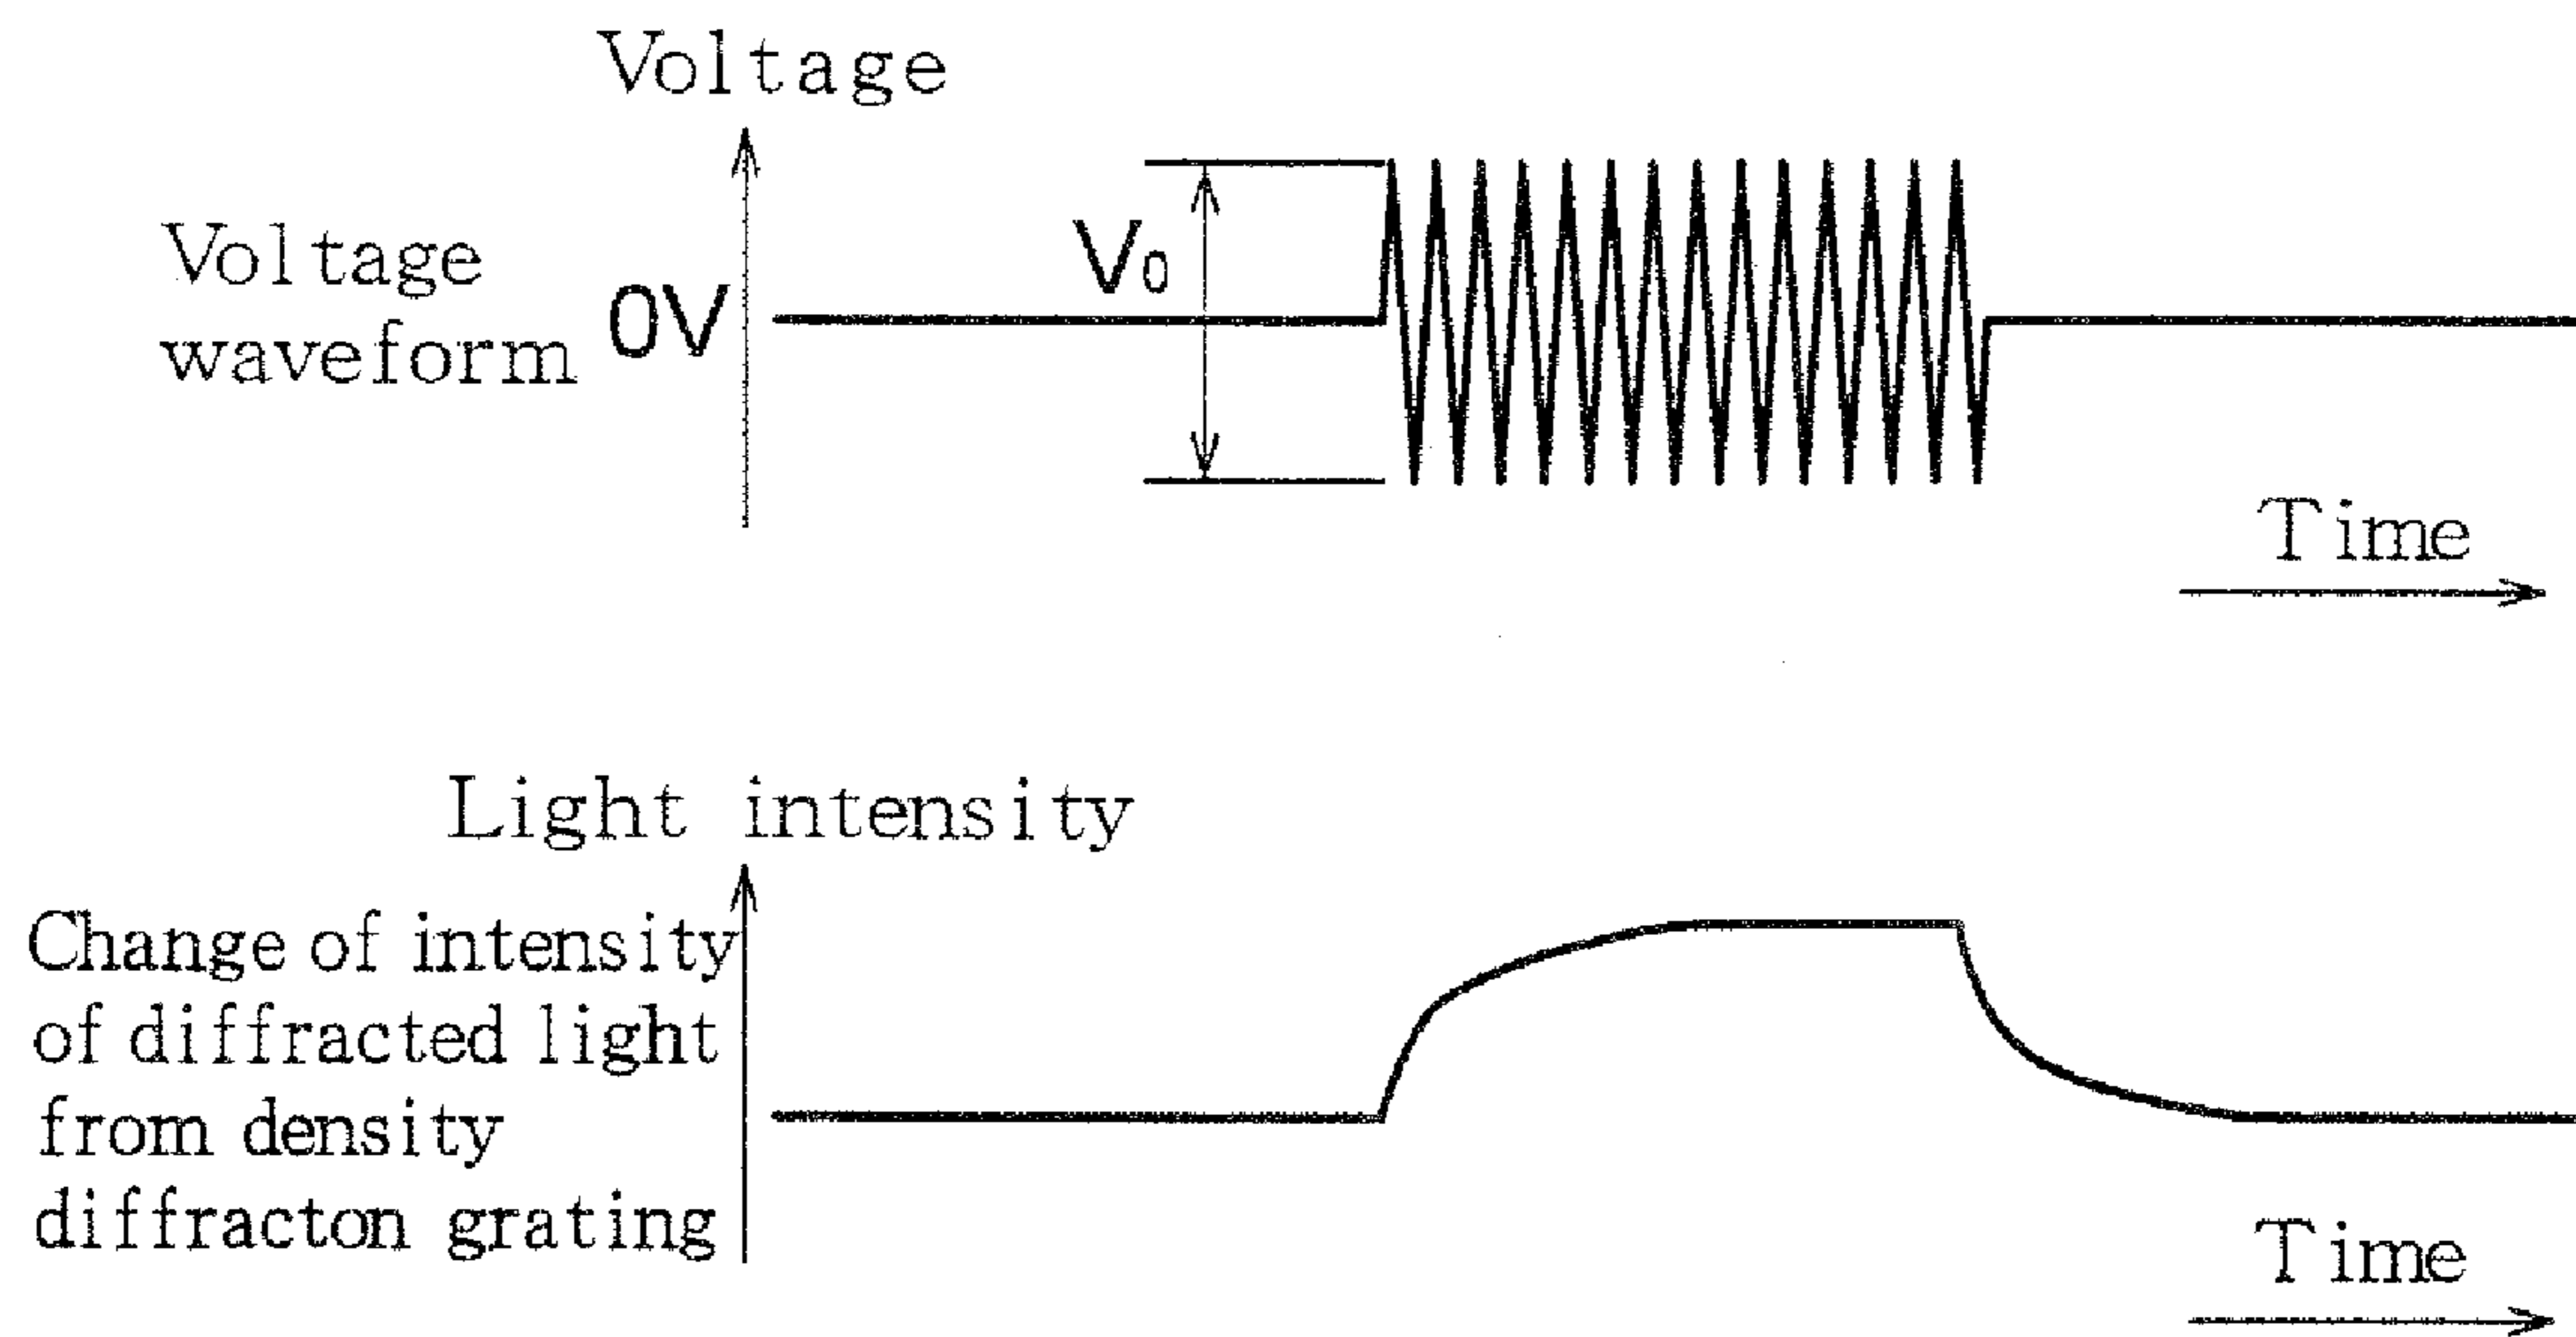 Voltage
Voltage
waveform
0V
V0
Time
Light intensity
Change of intensity
of diffracted light
from density
diffracton grating
Time